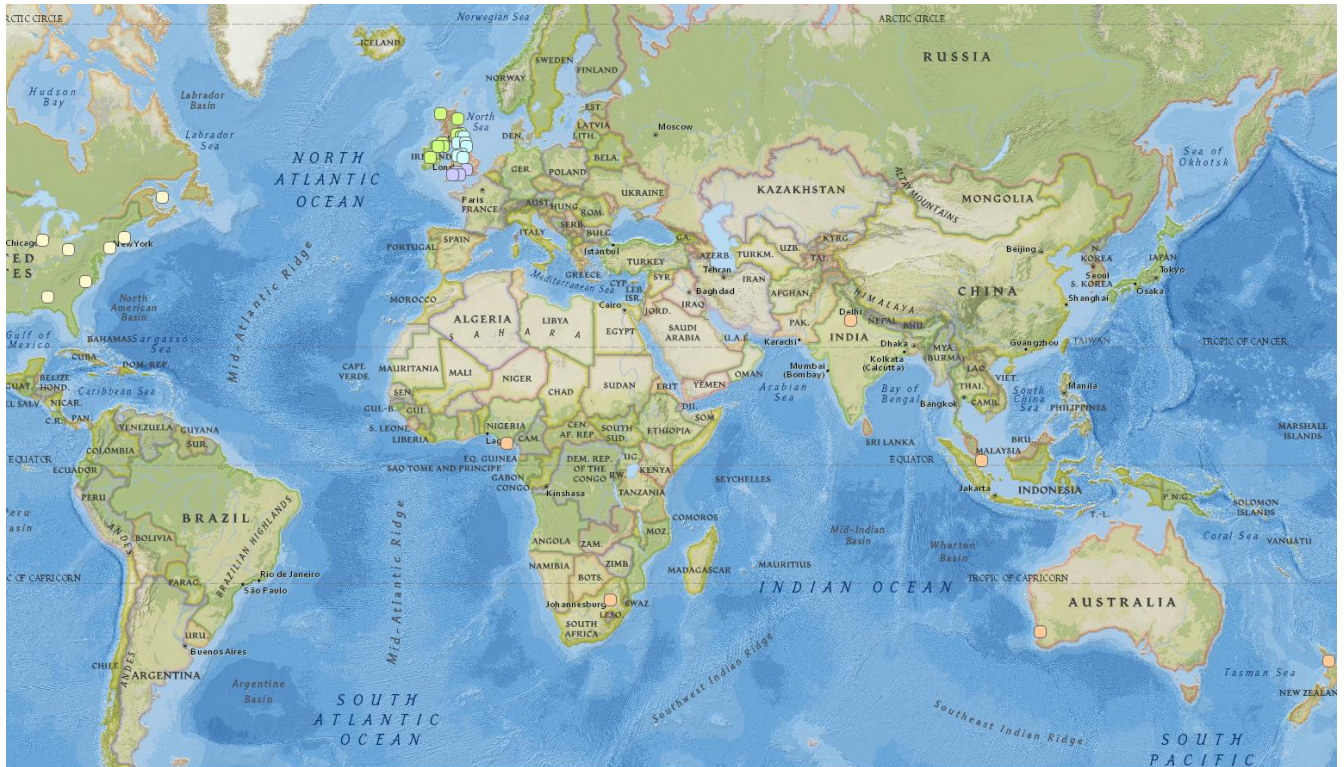 RCTIC CIRCLE
Norwegian Sea
ARCTIC CIRCLE
ICELAND
SWEDEN
FINLAND
NORWAY
RUSSIA
Hudson
Bay
Labrador
Basin
Labrador
Sea
North
Sea
EST.
LATVIA
LITH.
DEN.
Moscow
Sea of
Okhotsk
NORTH
ATLANTIC
OCEAN
BELA.
GER.
POLAND
UKRAINE
KAZAKHSTAN
ALTAY MOUNTAINS
MONGOLIA
Paris
FRANCE
AUST.
HUNG.
ROM.
SERB.
BULG.
ITALY
PORTUGAL
SPAIN
Istanbul
GREECE
TURKEY
GA.
AZERB.
UZB.
TURKM.
KYRG.
TAJ.
Beijing
N.
KOREA
Seoul
S. KOREA
JAPAN
Tokyo
Osaka
Chicago
New York
TED
TES
Mid-Atlantic Ridge
North
American
Basin
Sargasso
Sea
Mediterranean Sea
CYP.
LEB.
ISR.
SYR.
JORD.
Tehran
Baghdad
IRAQ
IRAN
AFGHAN.
HIMALAYA
CHINA
Shanghai
MOROCCO
Cairo
ALGERIA
LIBYA
EGYPT
SAHARA
SAUDI
ARABIA
U.A.E.
PAK.
Karachi
Delhi
NEPAL
BHU.
INDIA
Dhaka
Kolkata
(Calcutta)
MYA.
(BURMA)
Guangzhou
TAIWAN
TROPIC OF CANCER
Gulf of
Mexico
BAHAMAS
CUBA
DOM. REP.
BELIZE
HOND.
GUAT.
EL SALV.
NICAR.
C.R.
PAN.
Caribbean Sea
CAPE
VERDE
MAURITANIA
MALI
NIGER
CHAD
SUDAN
ERIT
YEMEN
OMAN
Arabian
Sea
Mumbai
(Bombay)
Bay of
Bengal
LAO.
THAI.
VIET.
CAMB.
Bangkok
South
China
Sea
Manila
PHILIPPINES
MARSHALL
ISLANDS
SEN.
GUI.-B.
GUI.
S. LEONE
LIBERIA
NIGERIA
CAM.
CEN.
AF. REP.
SOUTH
SUD.
ETHIOPIA
DJI.
SOM
SRI LANKA
EQUATOR
BRU.
MALAYSIA
VENEZUELA
GUYANA
SUR.
COLOMBIA
EQUATOR
ECUADOR
EQ. GUINEA
SAO TOME AND PRINCIPE
GABON
CONGO
DEM. REP.
OF THE
CONGO
UG.
RW.
KENYA
Kinshasa
TANZANIA
SEYCHELLES
Jakarta
INDONESIA
P.N.G.
SOLOMON
ISLANDS
T.-L.
PERU
Peru
asin
ANDES
BRAZIL
BRAZILIAN HIGHLANDS
BOLIVIA
Mid-Atlantic Ridge
ANGOLA
ZAM.
MOZ.
COMOROS
NAMIBIA
ZIMB.
BOTS.
MADAGASCAR
MAURITIUS
Mid-Indian
Basin
Wharton
Basin
Coral Sea
VANUATU
C OF CAPRICORN
PARAG.
Rio de Janeiro
São Paulo
INDIAN OCEAN
TROPIC OF CAPRICORN
AUSTRALIA
Johannesburg
SWAZ.
LESO.
SOUTH
AFRICA
URU.
Buenos Aires
CHILE
ANDES
ARGENTINA
Argentine
Basin
Southwest Indian Ridge
Southeast Indian Ridge
Tasman Sea
NEW ZEALAN
SOUTH
ATLANTIC
OCEAN
SOUTH
PACIFIC